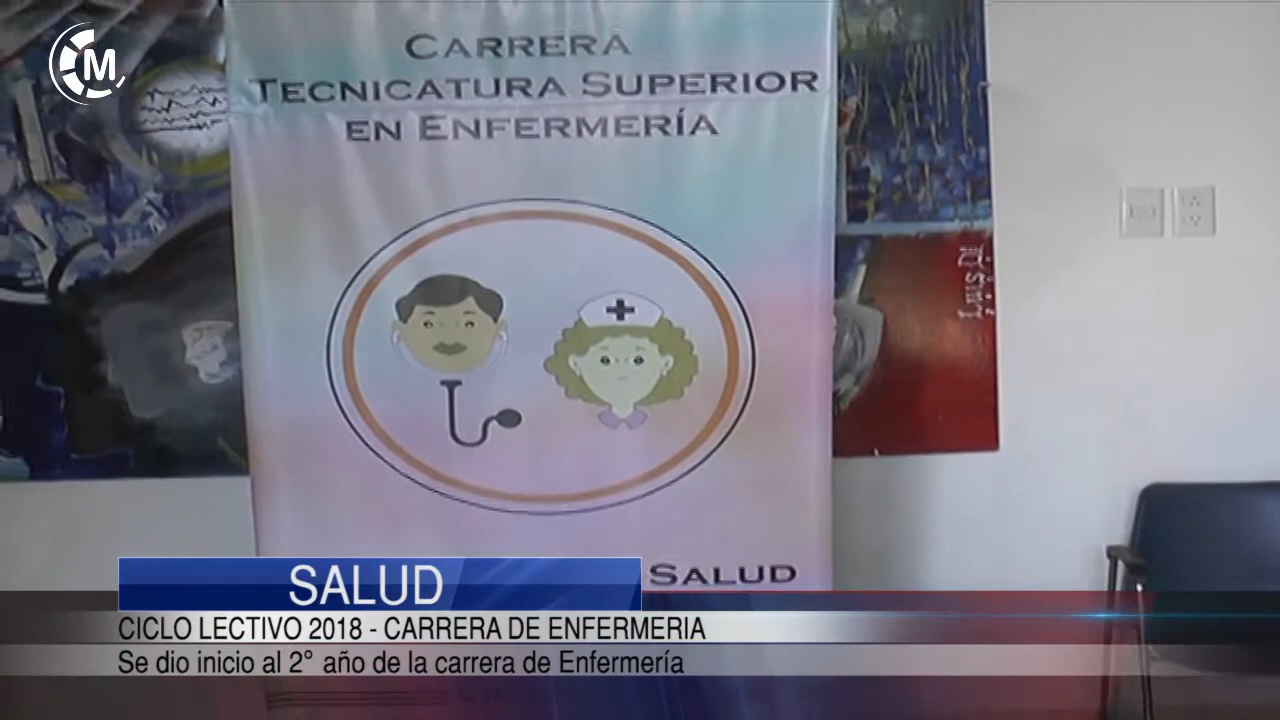 M
CARRERA
TECNICATURA SUPERIOR
EN ENFERMERÍA
Luis
SALUD
SALUD
CICLO LECTIVO 2018 - CARRERA DE ENFERMERIA
Se dio inicio al 2° año de la carrera de Enfermería